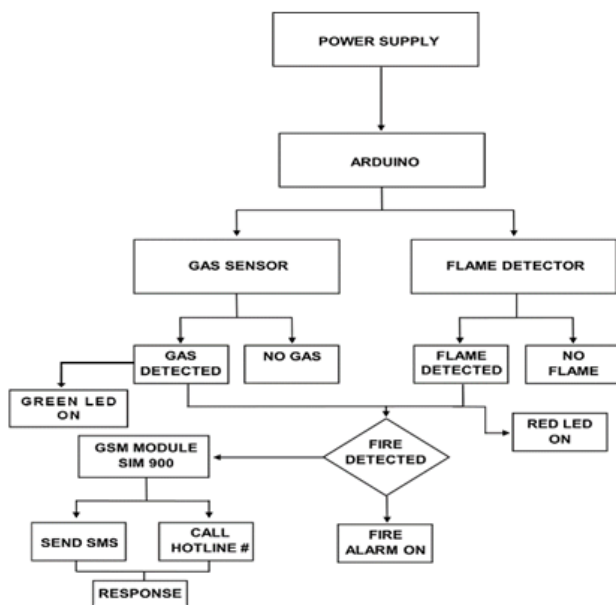 POWER SUPPLY
ARDUINO
GAS SENSOR
FLAME DETECTOR
GAS
DETECTED
NO GAS
FLAME
DETECTED
NO
FLAME
GREEN LED
ON
RED LED
ON
GSM MODULE
SIM 900
FIRE
DETECTED
SEND SMS
CALL
HOTLINE #
FIRE
ALARM ON
RESPONSE